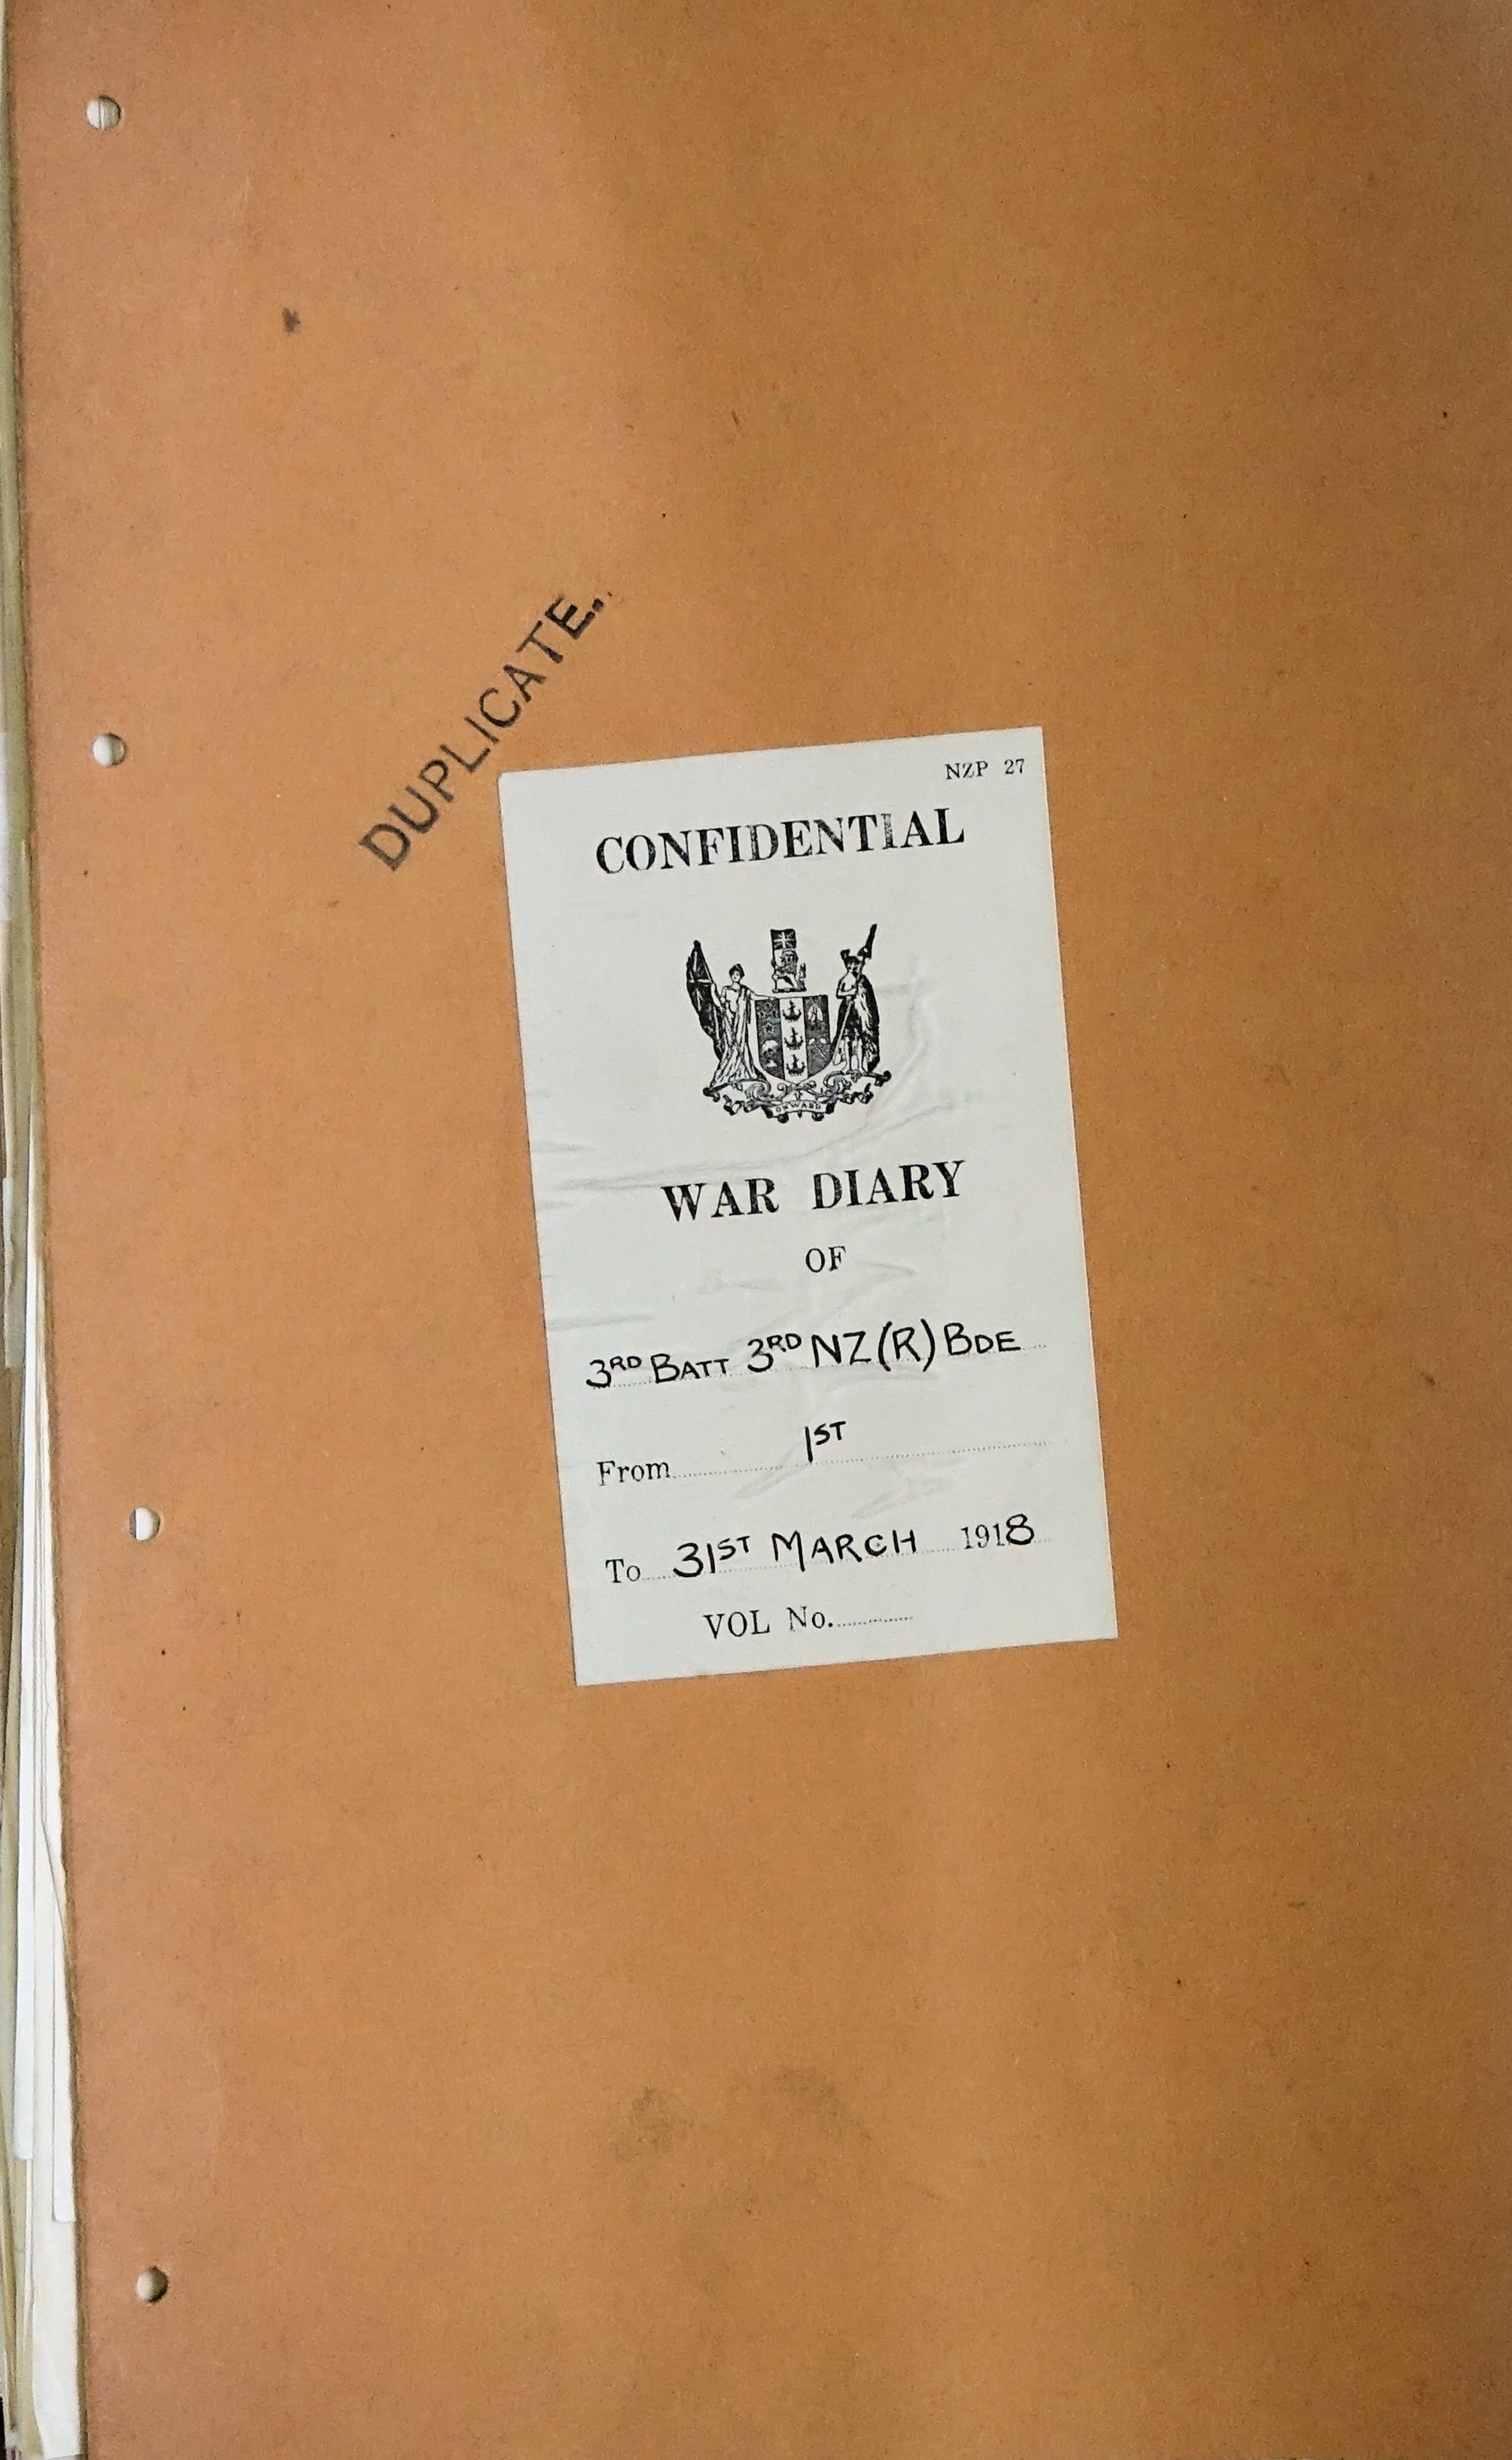 DUPLICATE.
NZP 27
CONFIDENTIAL
ONWARD
WAR DIARY
OF
3RD BATT 3RD NZ(R) BDE
From 1ST
To 31ST MARCH 1918
VOL No.